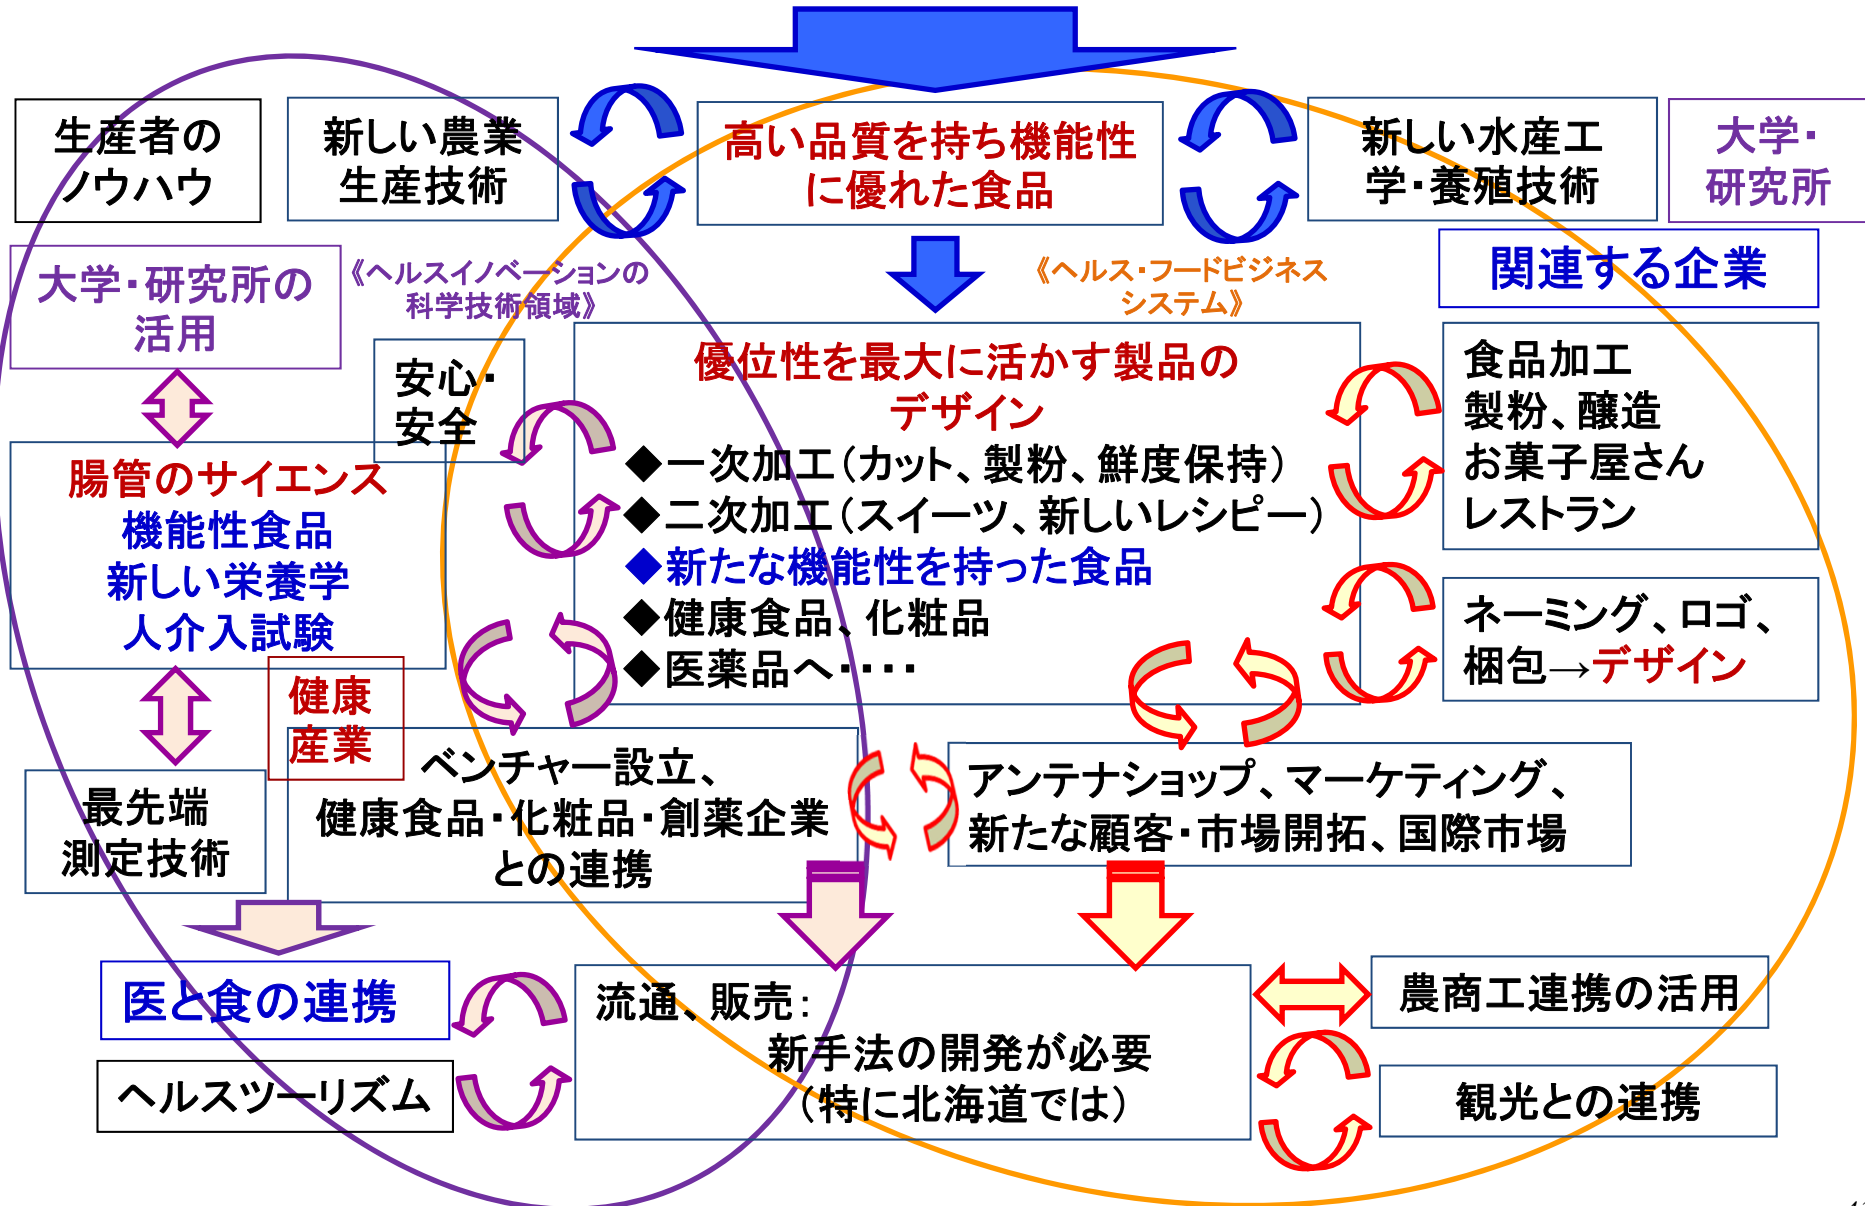 生産者の
ノウハウ
新しい農業
生産技術
高い品質を持ち機能性
に優れた食品
新しい水産工
学・養殖技術
大学・
研究所
大学・研究所の
活用
《ヘルスイノベーションの
科学技術領域》
《ヘルス・フードビジネス
システム》
関連する企業
安心・
安全
優位性を最大に活かす製品の
デザイン
◆一次加工(カット、製粉、鮮度保持)
◆二次加工(スイーツ、新しいレシピー)
◆新たな機能性を持った食品
◆健康食品、化粧品
◆医薬品へ・・・・
食品加工
製粉、醸造
お菓子屋さん
レストラン
腸管のサイエンス
機能性食品
新しい栄養学
人介入試験
ネーミング、ロゴ、
梱包→デザイン
健康
産業
最先端
測定技術
ベンチャー設立、
健康食品・化粧品・創薬企業
との連携
アンテナショップ、マーケティング、
新たな顧客・市場開拓、国際市場
医と食の連携
ヘルスツーリズム
流通、販売:
新手法の開発が必要
(特に北海道では)
農商工連携の活用
観光との連携